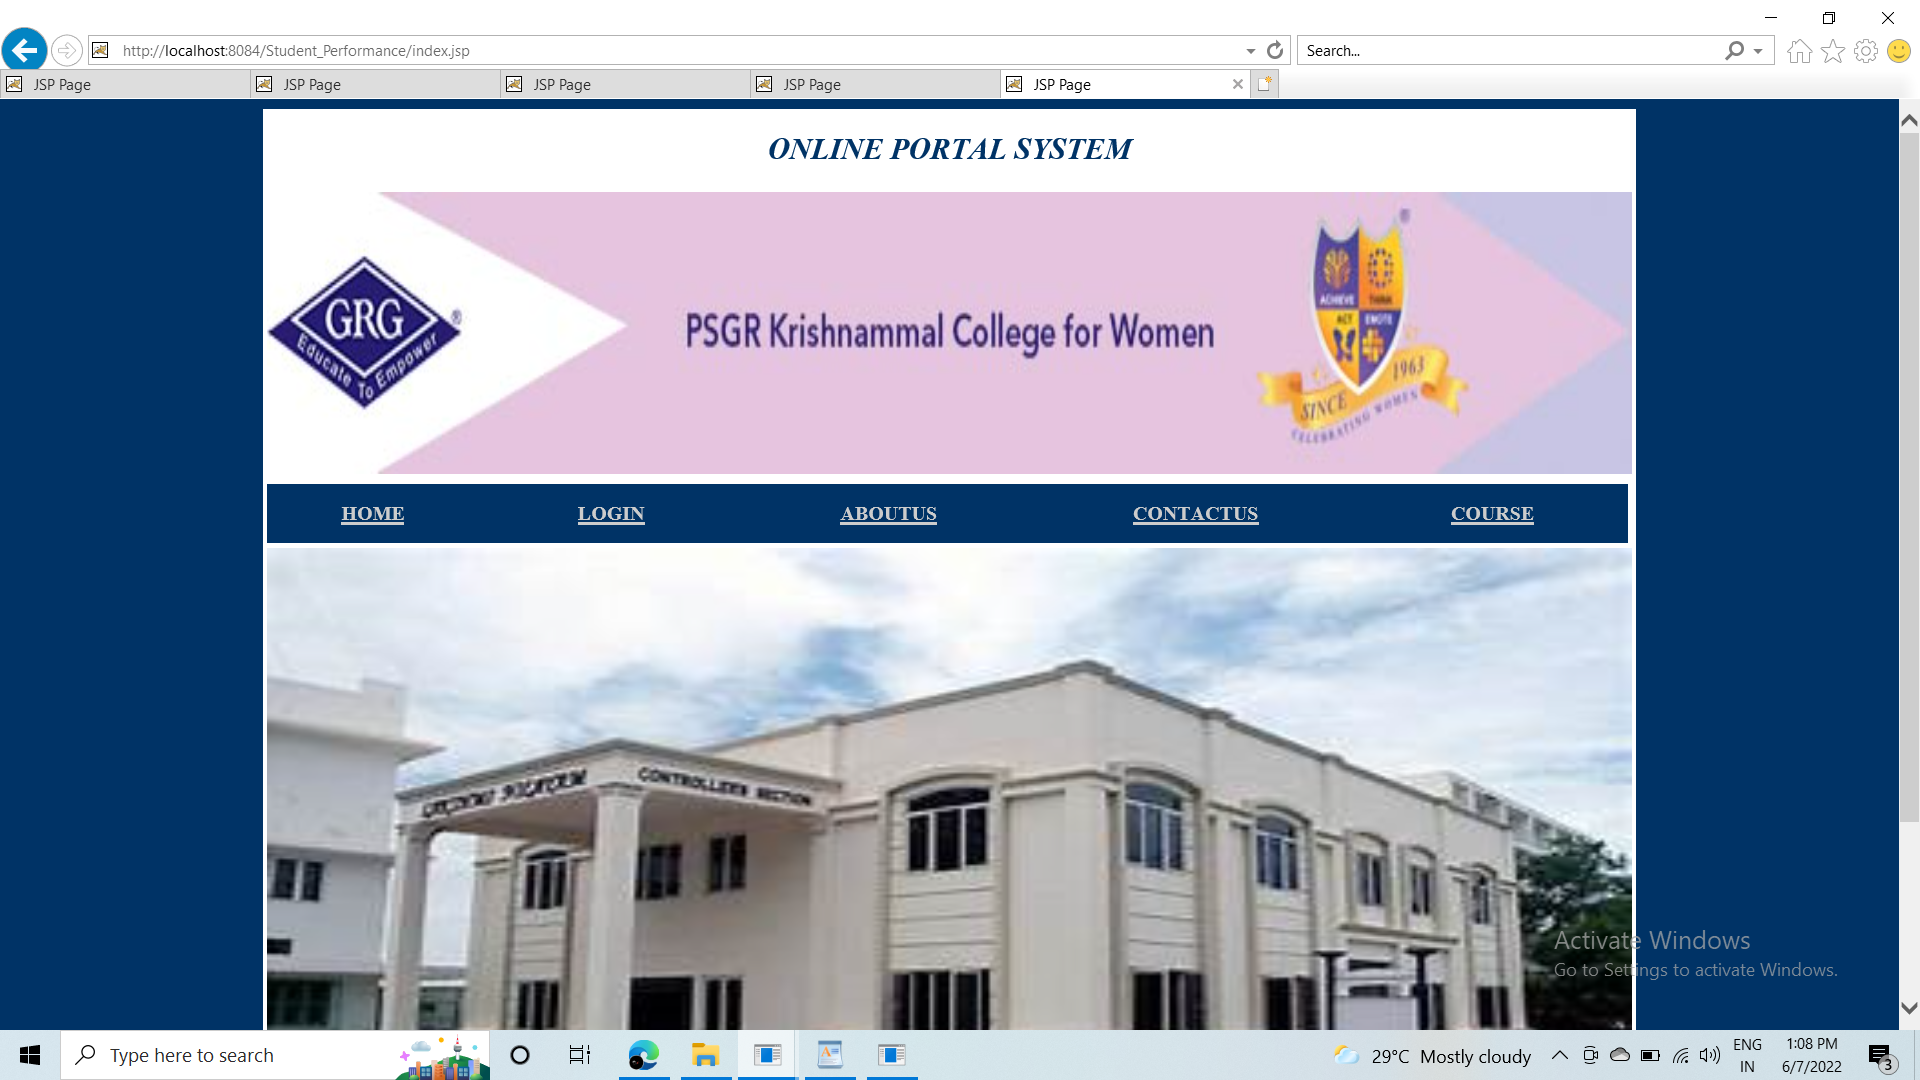 http://localhost:8084/Student_Performance/index.jsp
Search...
JSP Page
JSP Page
JSP Page
JSP Page
JSP Page
ONLINE PORTAL SYSTEM
GRG
®
Educate To Empower
PSGR Krishnammal College for Women
®
ACHIEVE
THINK
ACT
EMOTE
SINCE 1963
CELEBRATING WOMEN
HOME LOGIN ABOUTUS CONTACTUS COURSE
CONTROLLERS SECTION
Activate Windows
Go to Settings to activate Windows.
Type here to search
29°C Mostly cloudy
ENG
IN
1:08 PM
6/7/2022
3